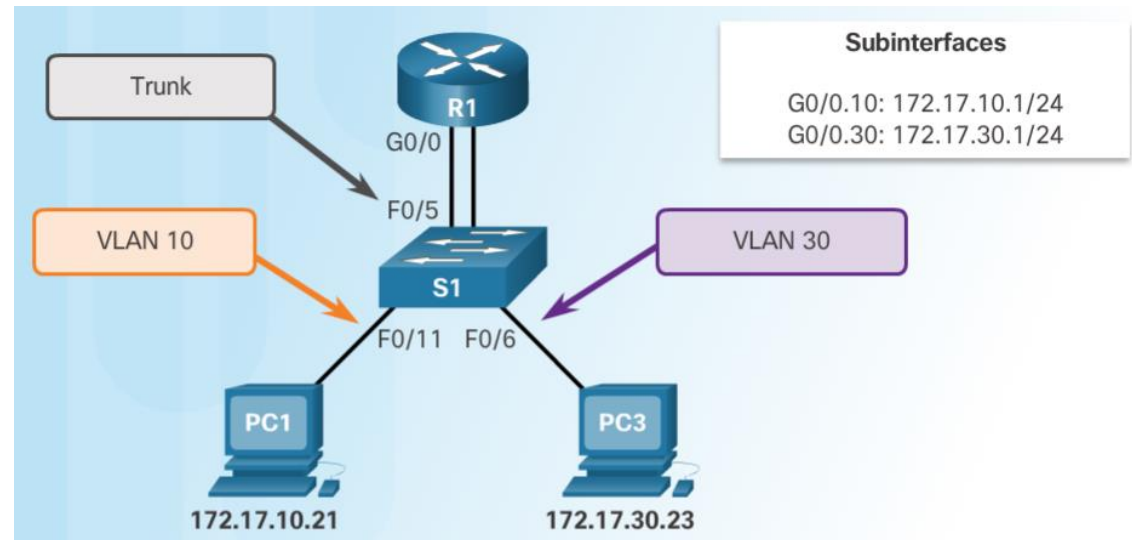 Subinterfaces
G0/0.10: 172.17.10.1/24
G0/0.30: 172.17.30.1/24
Trunk
R1
G0/0
F0/5
VLAN 10
VLAN 30
S1
F0/11 F0/6
PC1
PC3
172.17.10.21
172.17.30.23